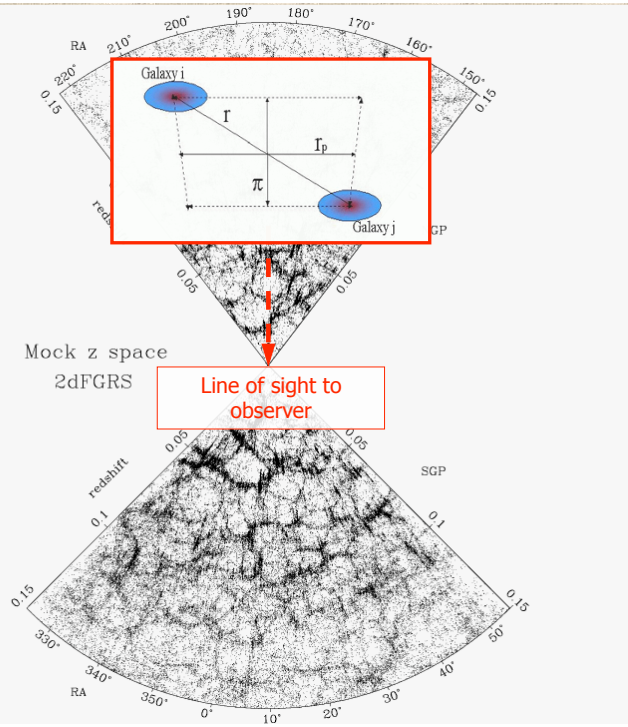 190° 180°
200° 170°
RA 210° 160°
220° 150°
0.15 0.15
Galaxy i
r
r_p
π
Galaxy j
reds GP
0.05 0.05
Mock z space
2dFGRS
Line of sight to
observer
0.05 0.05
redshift SGP
0.1 0.1
0.15 0.15
330° 50°
340° 40°
RA 350° 30°
0° 10° 20°